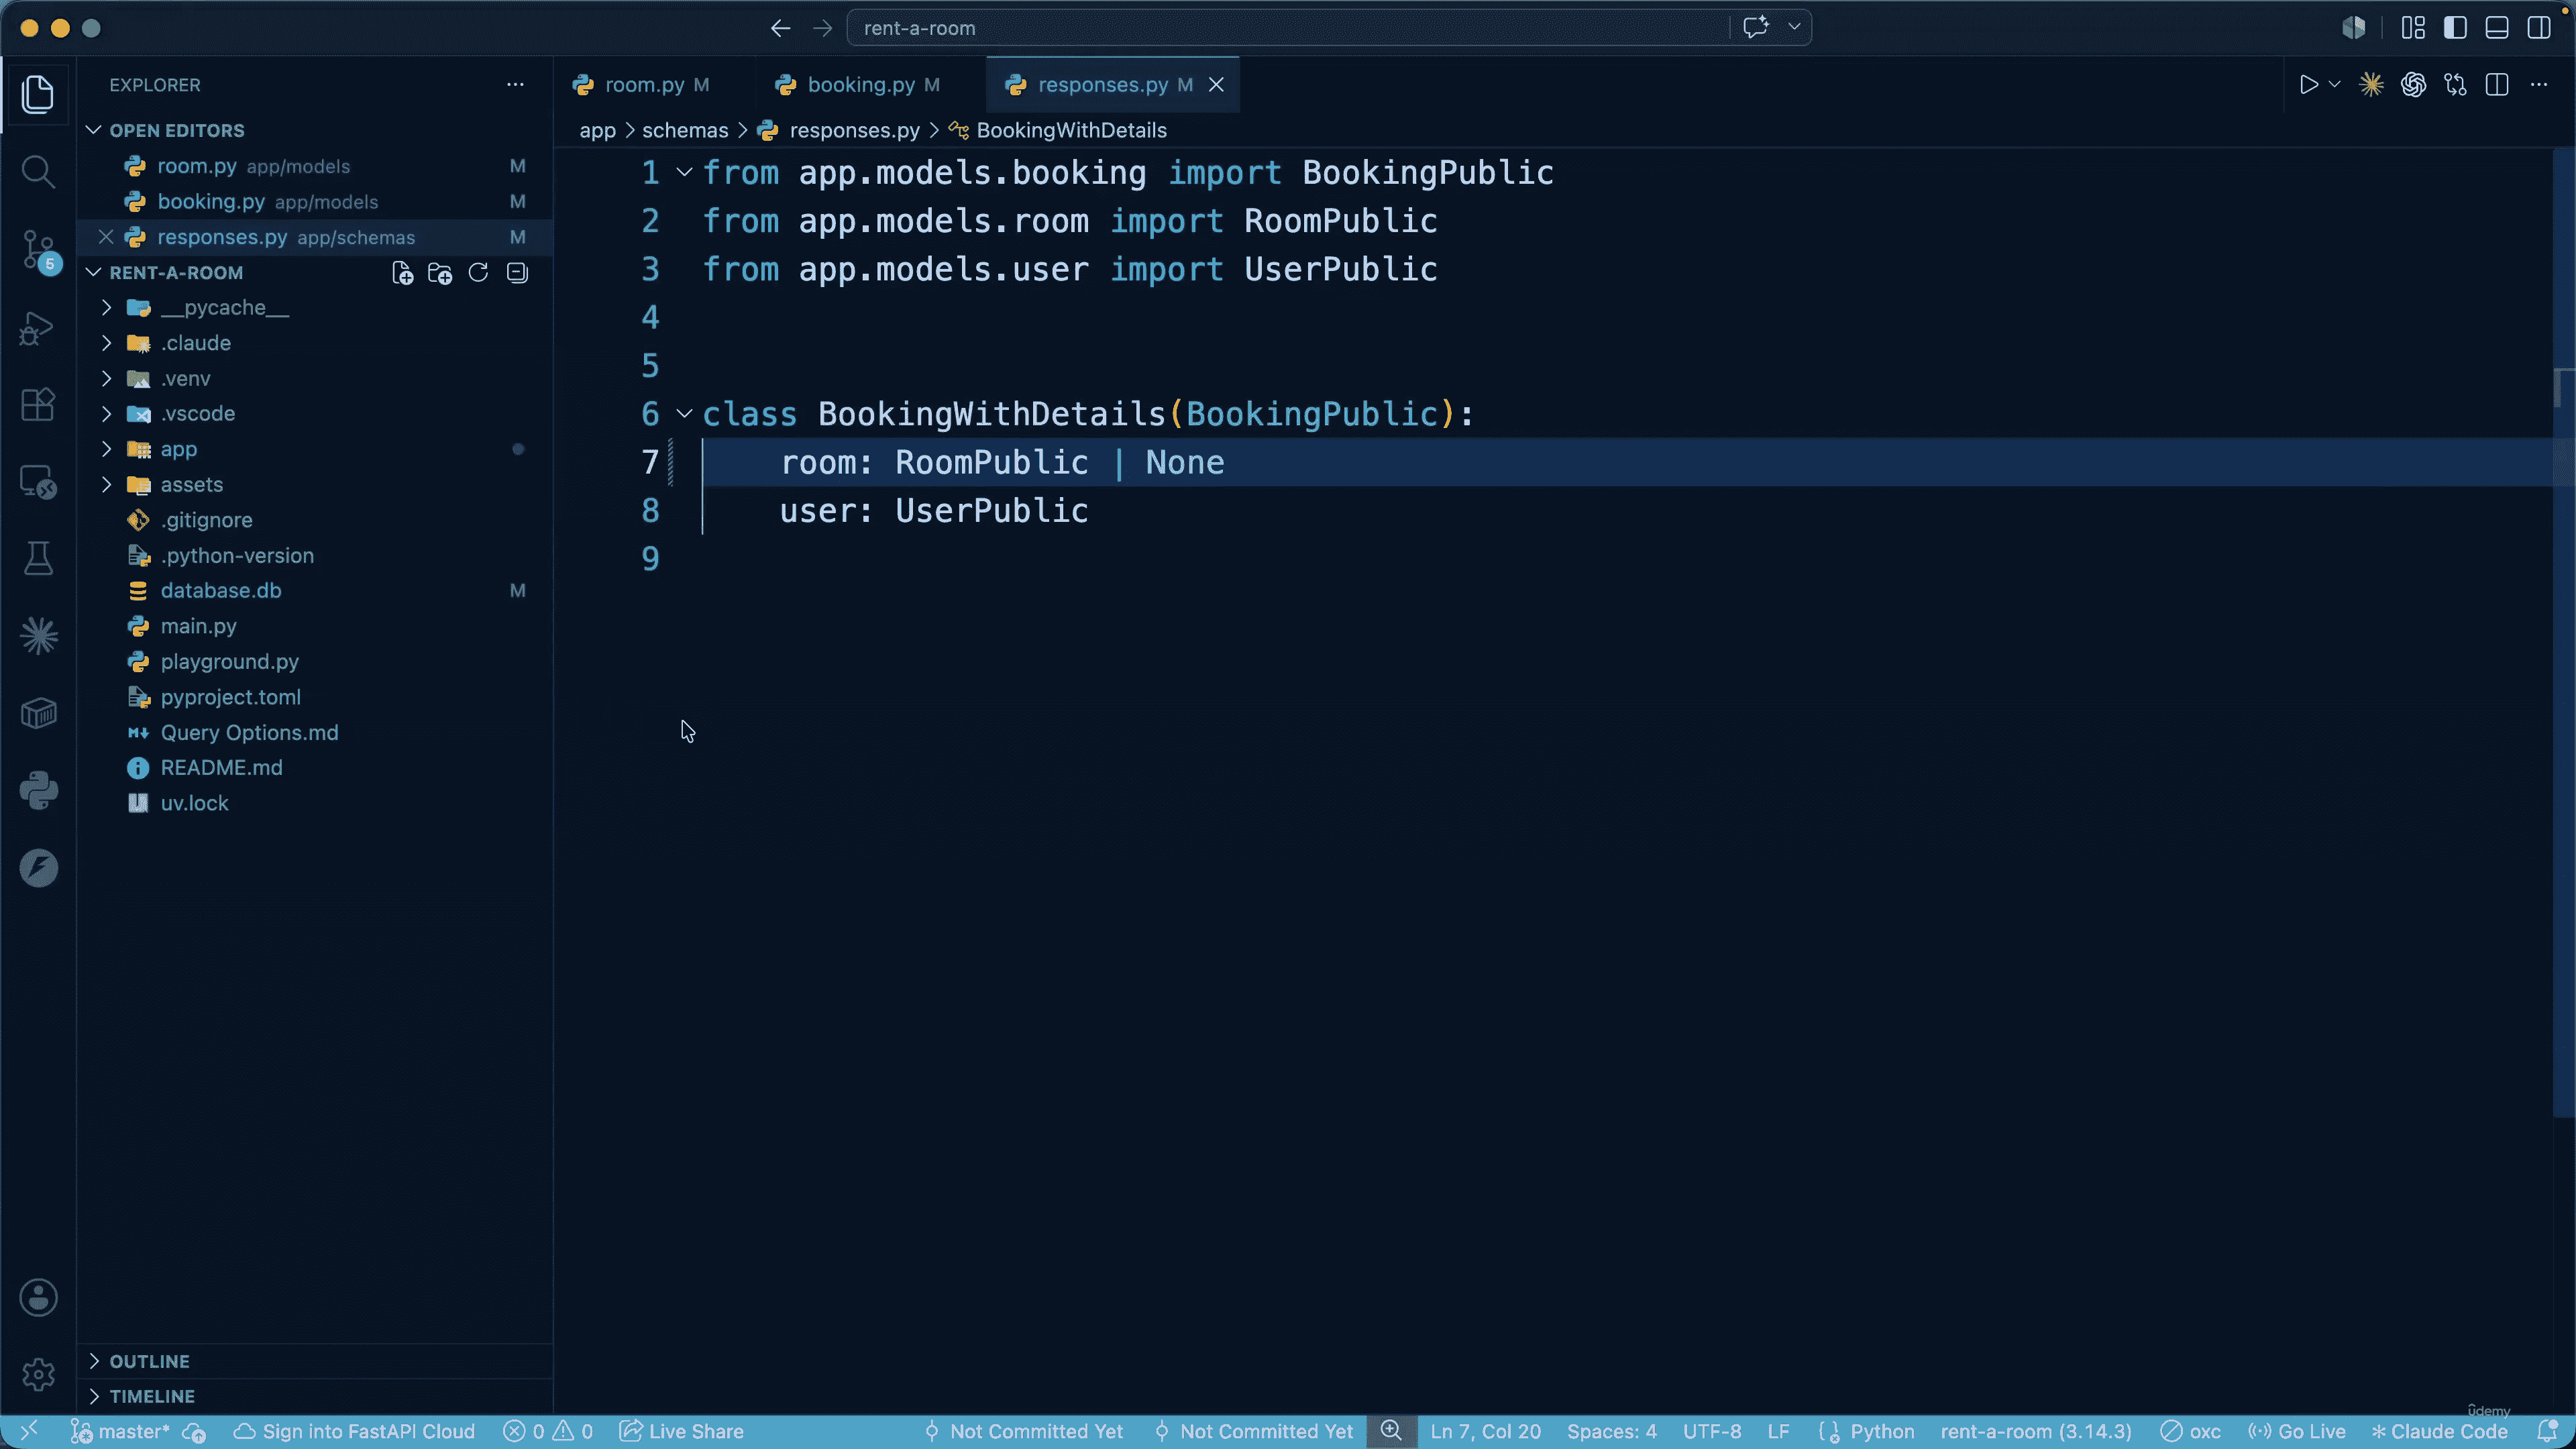 rent-a-room
EXPLORER
room.py M
booking.py M
responses.py M
OPEN EDITORS
app > schemas > responses.py > BookingWithDetails
room.py app/models M
booking.py app/models M
responses.py app/schemas M
5
RENT-A-ROOM
__pycache__
.claude
.venv
.vscode
app
assets
.gitignore
.python-version
database.db M
main.py
playground.py
pyproject.toml
Query Options.md
README.md
uv.lock
1 from app.models.booking import BookingPublic
2 from app.models.room import RoomPublic
3 from app.models.user import UserPublic
4
5
6 class BookingWithDetails(BookingPublic):
7 room: RoomPublic | None
8 user: UserPublic
9
OUTLINE
TIMELINE
udemy
master* Sign into FastAPI Cloud 0 0 Live Share Not Committed Yet Not Committed Yet Ln 7, Col 20 Spaces: 4 UTF-8 LF Python rent-a-room (3.14.3) oxc Go Live Claude Code